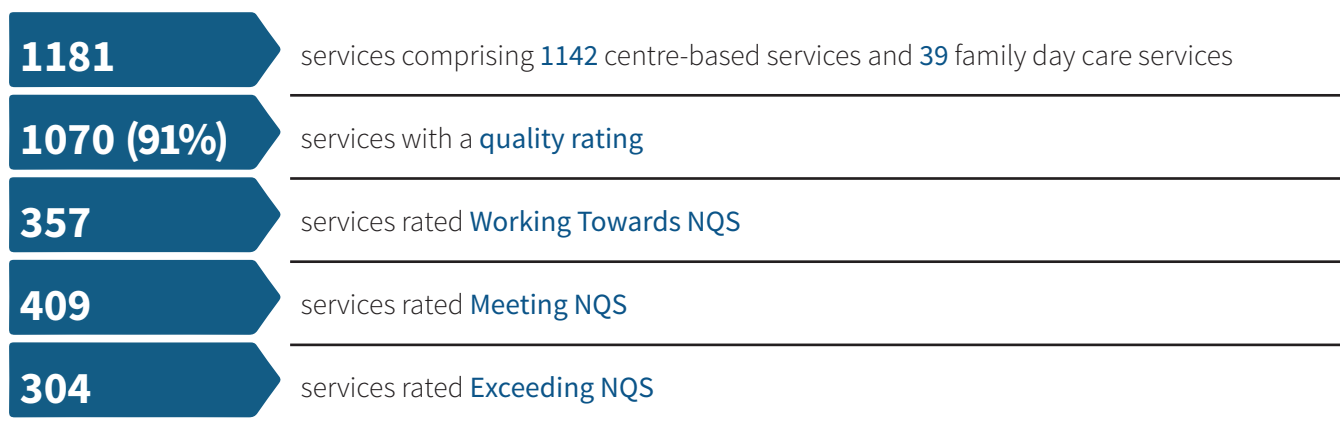 1181 services comprising 1142 centre-based services and 39 family day care services
1070 (91%) services with a quality rating
357 services rated Working Towards NQS
409 services rated Meeting NQS
304 services rated Exceeding NQS